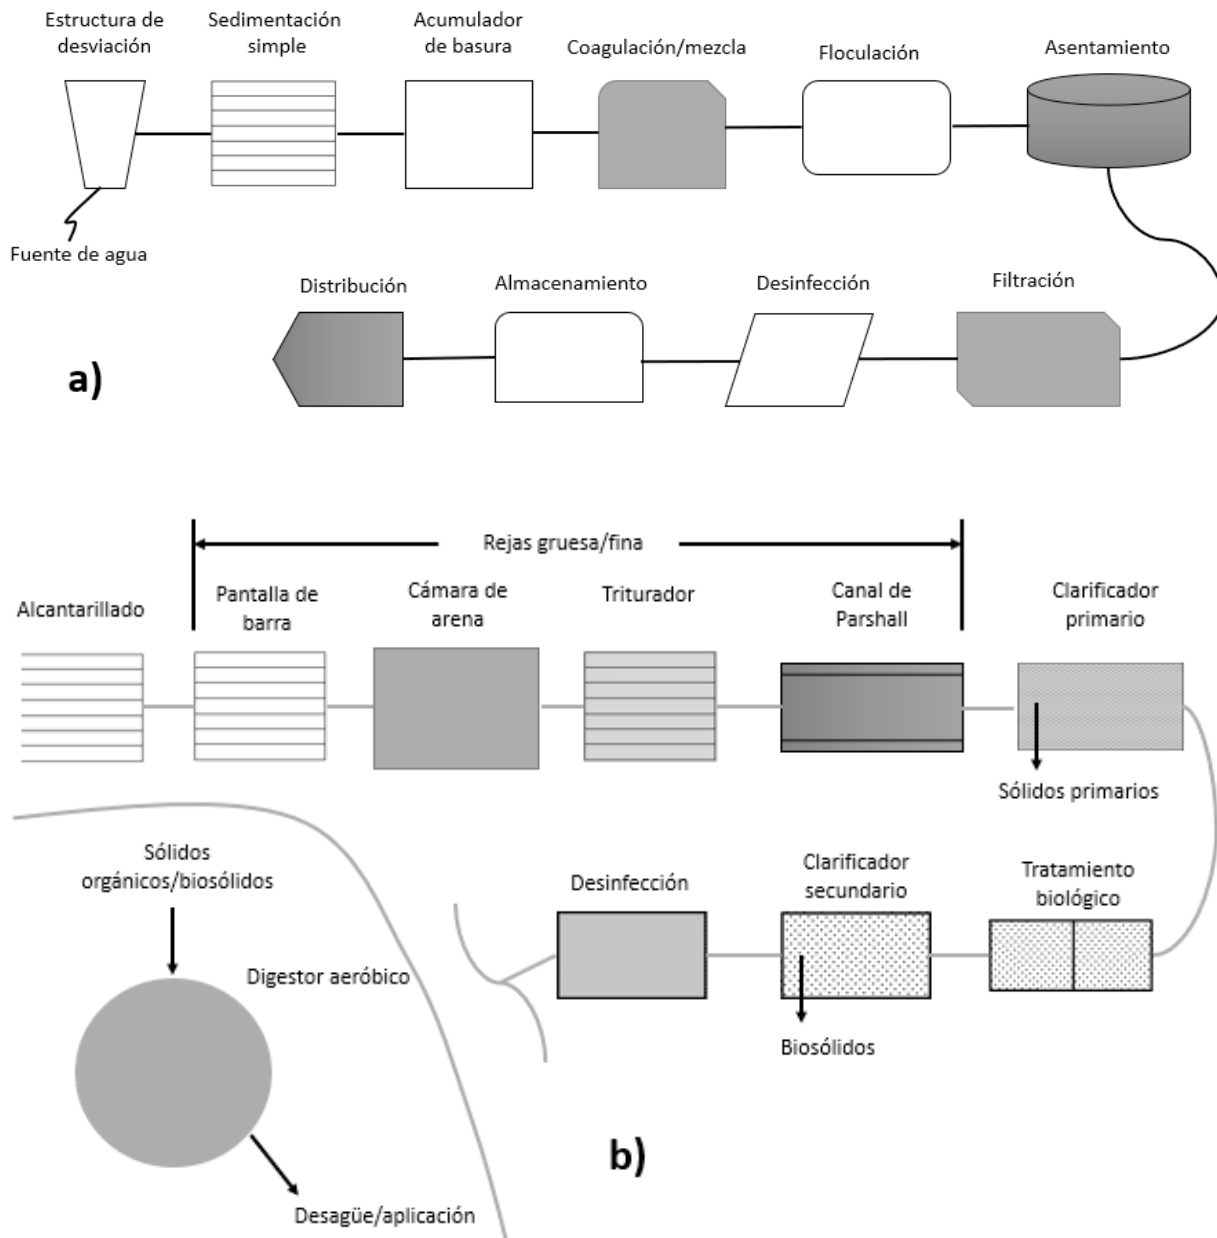 Estructura de
desviación
Sedimentación
simple
Acumulador
de basura
Coagulación/mezcla
Floculación
Asentamiento
Fuente de agua
Distribución
Almacenamiento
Desinfección
Filtración
a)
Rejas gruesa/fina
Alcantarillado
Pantalla de
barra
Cámara de
arena
Triturador
Canal de
Parshall
Clarificador
primario
Sólidos primarios
Sólidos
orgánicos/biosólidos
Desinfección
Clarificador
secundario
Tratamiento
biológico
Digestor aeróbico
Biosólidos
b)
Desagüe/aplicación